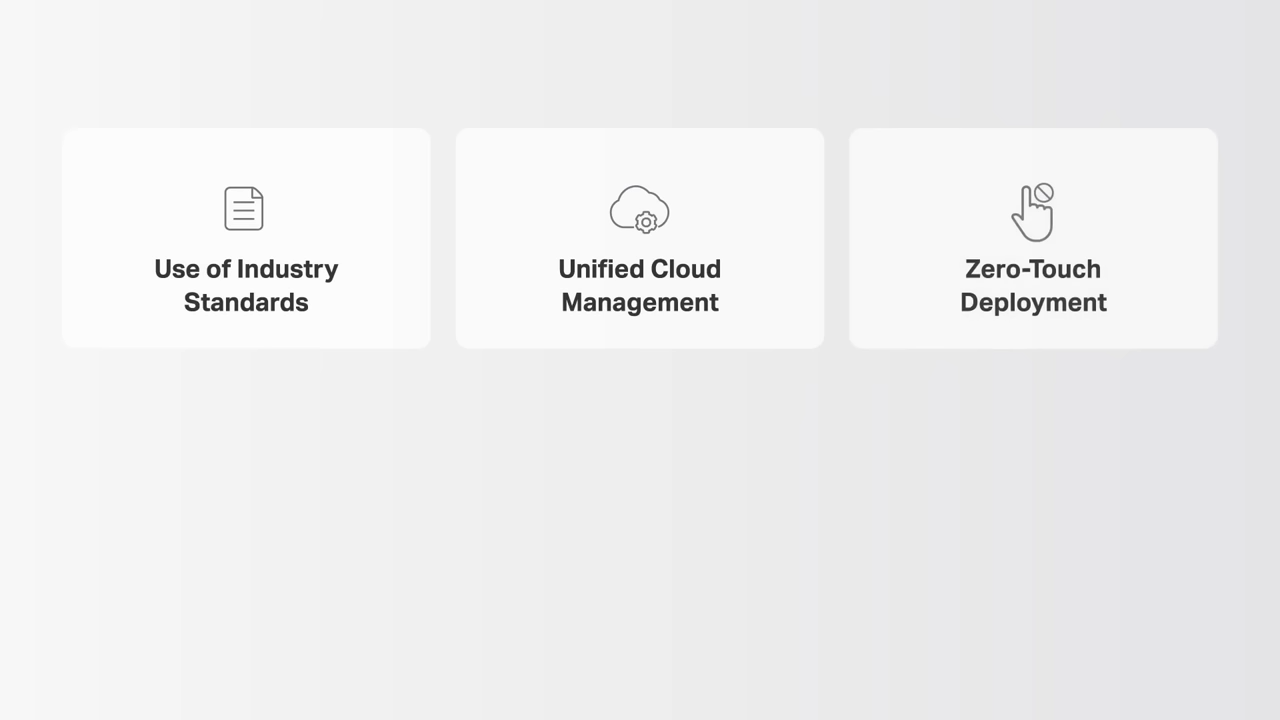 Use of Industry
Standards
Unified Cloud
Management
Zero-Touch
Deployment